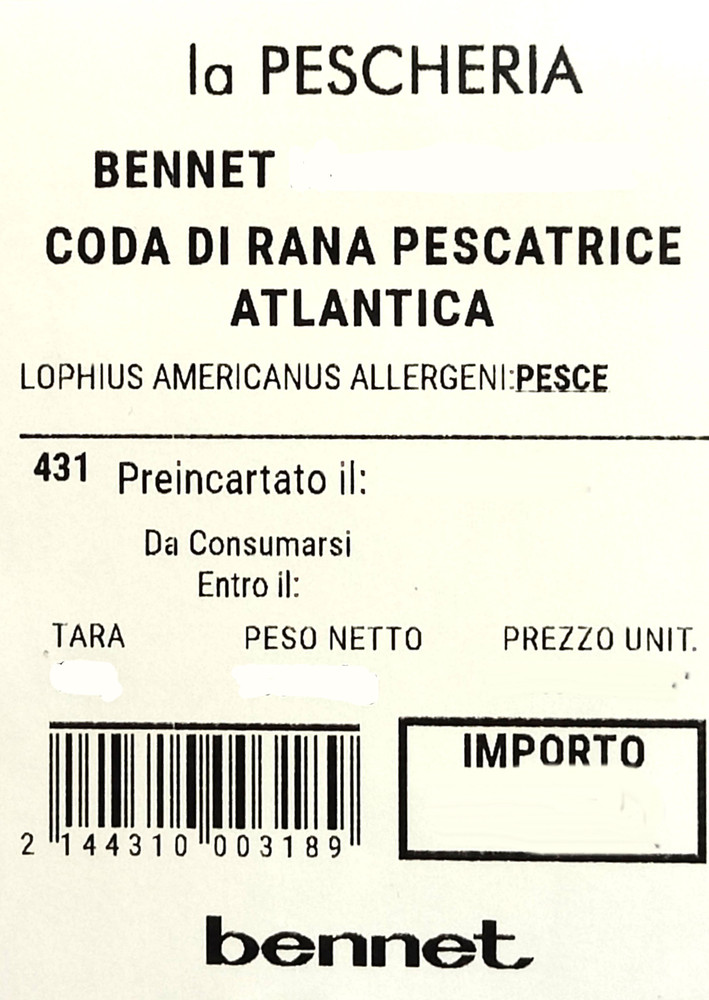 la PESCHERIA
BENNET
CODA DI RANA PESCATRICE
ATLANTICA
LOPHIUS AMERICANUS ALLERGENI:PESCE
431 Preincartato il:
Da Consumarsi
Entro il:
TARA PESO NETTO PREZZO UNIT.
IMPORTO
2 144310 003189
bennet